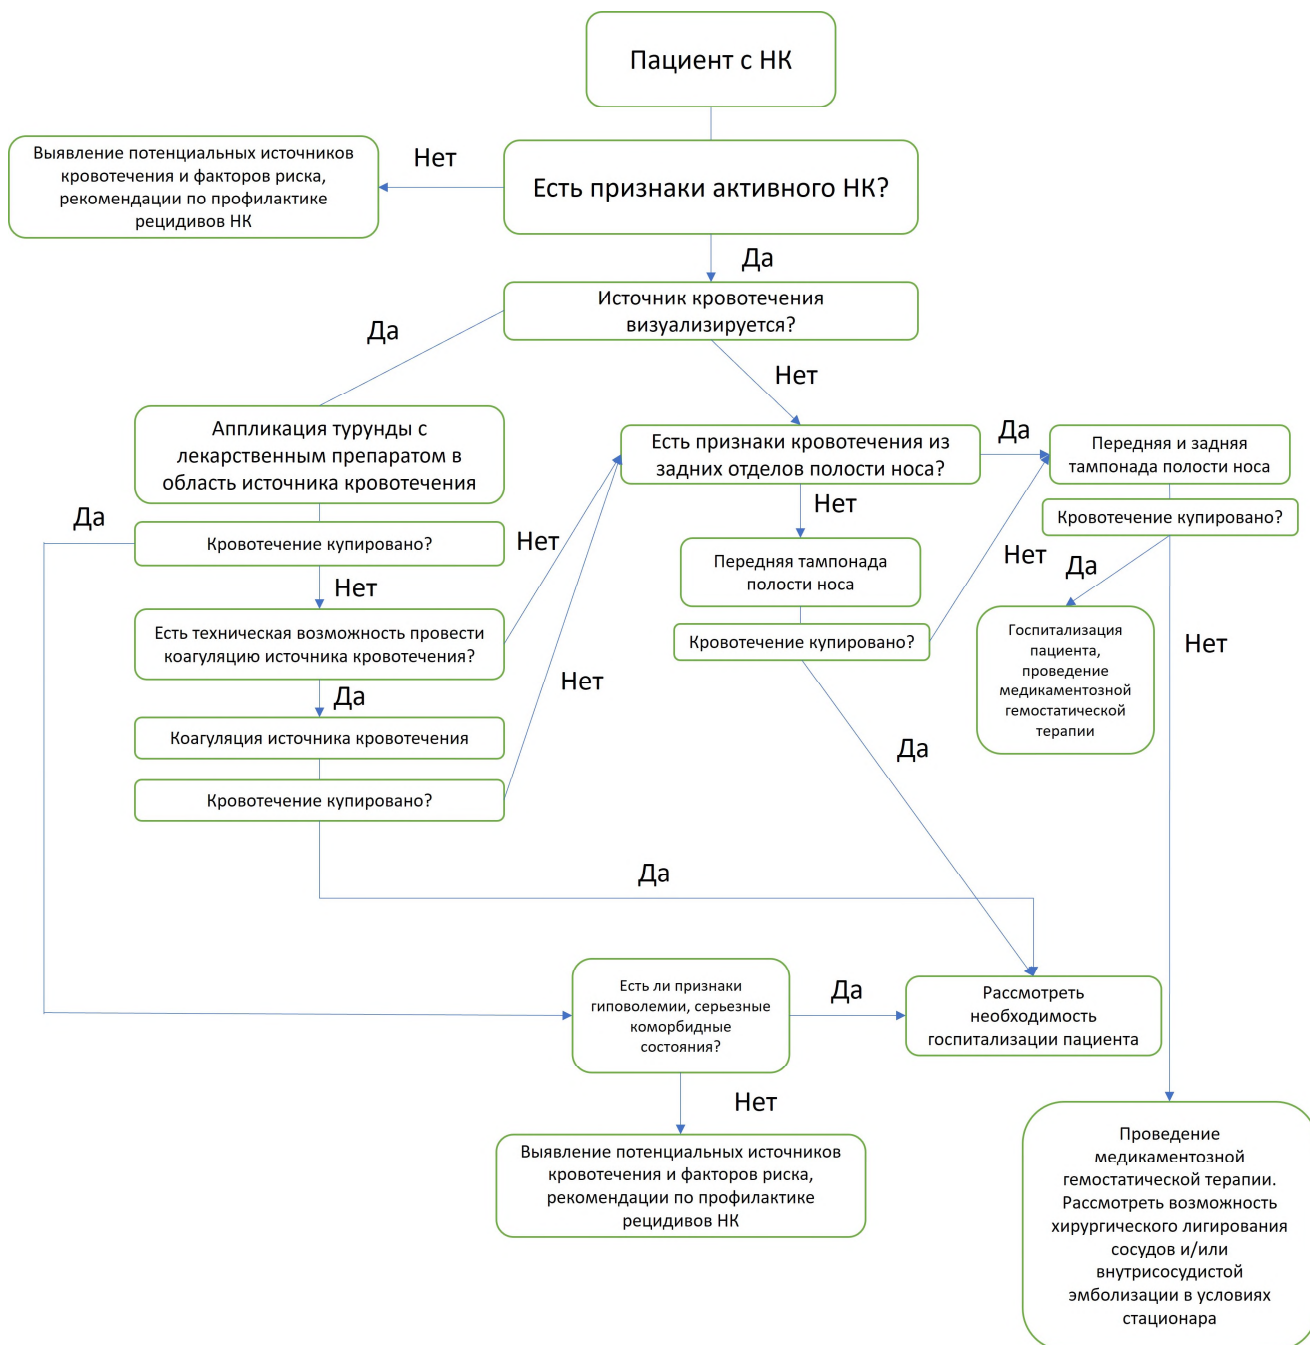 Пациент с НК
Выявление потенциальных источников
кровотечения и факторов риска,
рекомендации по профилактике
рецидивов НК
Нет
Есть признаки активного НК?
Да
Источник кровотечения
визуализируется?
Да
Нет
Аппликация турунды с
лекарственным препаратом в
область источника кровотечения
Есть признаки кровотечения из
задних отделов полости носа?
Да
Передняя и задняя
тампонада полости носа
Да
Кровотечение купировано?
Нет
Нет
Кровотечение купировано?
Передняя тампонада
полости носа
Нет
Да
Нет
Есть техническая возможность провести
коагуляцию источника кровотечения?
Кровотечение купировано?
Госпитализация
пациента,
проведение
медикаментозной
гемостатической
терапии
Нет
Да
Нет
Коагуляция источника кровотечения
Да
Кровотечение купировано?
Да
Есть ли признаки
гиповолемии, серьезные
коморбидные
состояния?
Да
Рассмотреть
необходимость
госпитализации пациента
Нет
Выявление потенциальных источников
кровотечения и факторов риска,
рекомендации по профилактике
рецидивов НК
Проведение
медикаментозной
гемостатической терапии.
Рассмотреть возможность
хирургического лигирования
сосудов и/или
внутрисосудистой
эмболизации в условиях
стационара